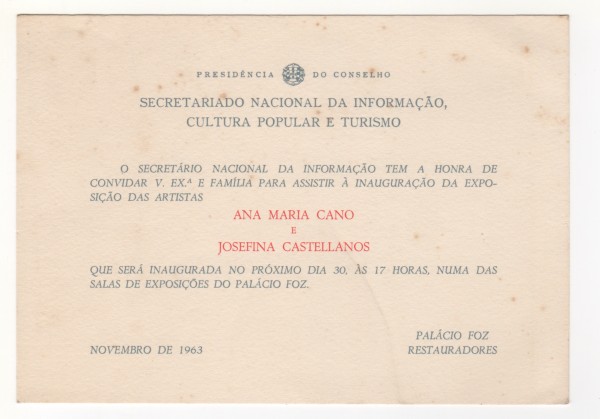 PRESIDÊNCIA DO CONSELHO
SECRETARIADO NACIONAL DA INFORMAÇÃO,
CULTURA POPULAR E TURISMO
O SECRETÁRIO NACIONAL DA INFORMAÇÃO TEM A HONRA DE
CONVIDAR V. EX.ª E FAMÍLIA PARA ASSISTIR À INAUGURAÇÃO DA EXPO-
SIÇÃO DAS ARTISTAS
ANA MARIA CANO
E
JOSEFINA CASTELLANOS
QUE SERÁ INAUGURADA NO PRÓXIMO DIA 30, ÀS 17 HORAS, NUMA DAS
SALAS DE EXPOSIÇÕES DO PALÁCIO FOZ.
PALÁCIO FOZ
NOVEMBRO DE 1963 RESTAURADORES